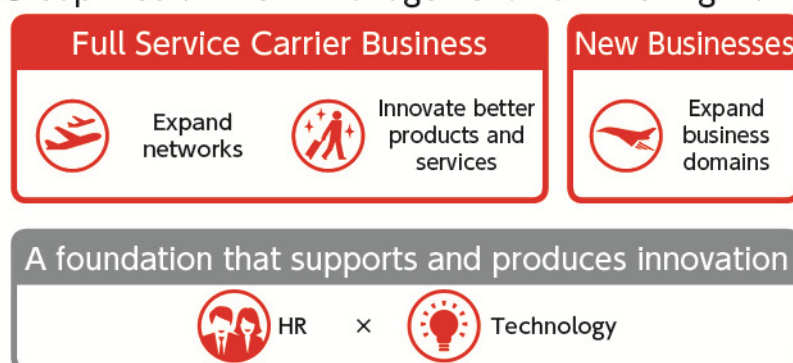 Full Service Carrier Business
New Businesses
Expand
networks
Innovate better
products and
services
Expand
business
domains
A foundation that supports and produces innovation
HR × Technology